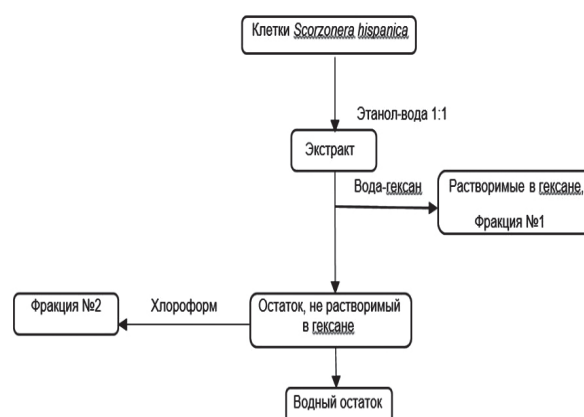 Клетки Scorzonera hispanica
Этанол-вода 1:1
Экстракт
Вода-гексан
Растворимые в гексане,
Фракция №1
Фракция №2
Хлороформ
Остаток, не растворимый
в гексане
Водный остаток